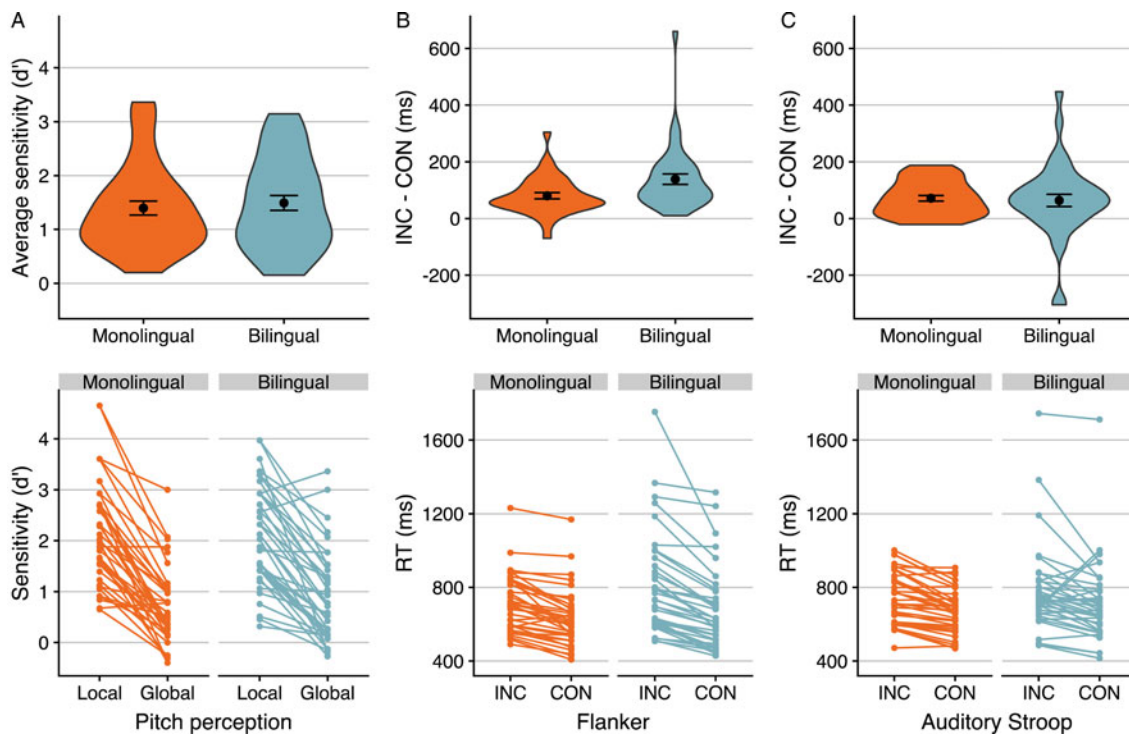 A
Average sensitivity (d')
4
3
2
1
0
Monolingual Bilingual
B
INC - CON (ms)
600
400
200
0
-200
Monolingual Bilingual
C
INC - CON (ms)
600
400
200
0
-200
Monolingual Bilingual
Monolingual Bilingual
Sensitivity (d')
4
3
2
1
0
Local Global Local Global
Pitch perception
Monolingual Bilingual
RT (ms)
1600
1200
800
400
INC CON INC CON
Flanker
Monolingual Bilingual
RT (ms)
1600
1200
800
400
INC CON INC CON
Auditory Stroop